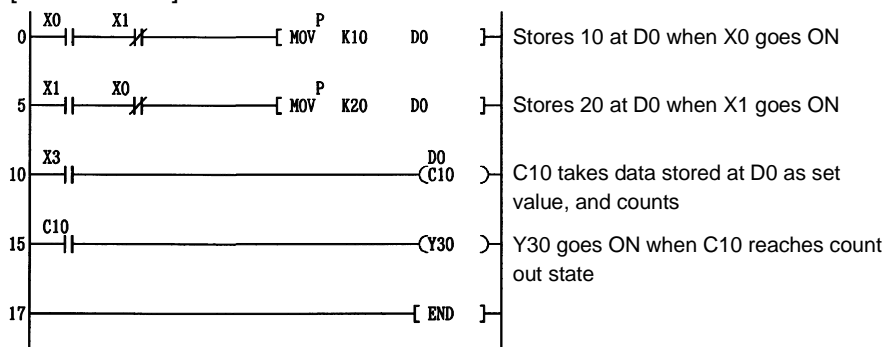 X0 X1 P
0 [ MOV K10 D0 ] Stores 10 at D0 when X0 goes ON
X1 X0 P
5 [ MOV K20 D0 ] Stores 20 at D0 when X1 goes ON
X3 D0
10 (C10 ) C10 takes data stored at D0 as set
value, and counts
C10
15 (Y30 ) Y30 goes ON when C10 reaches count
out state
17 [ END ]